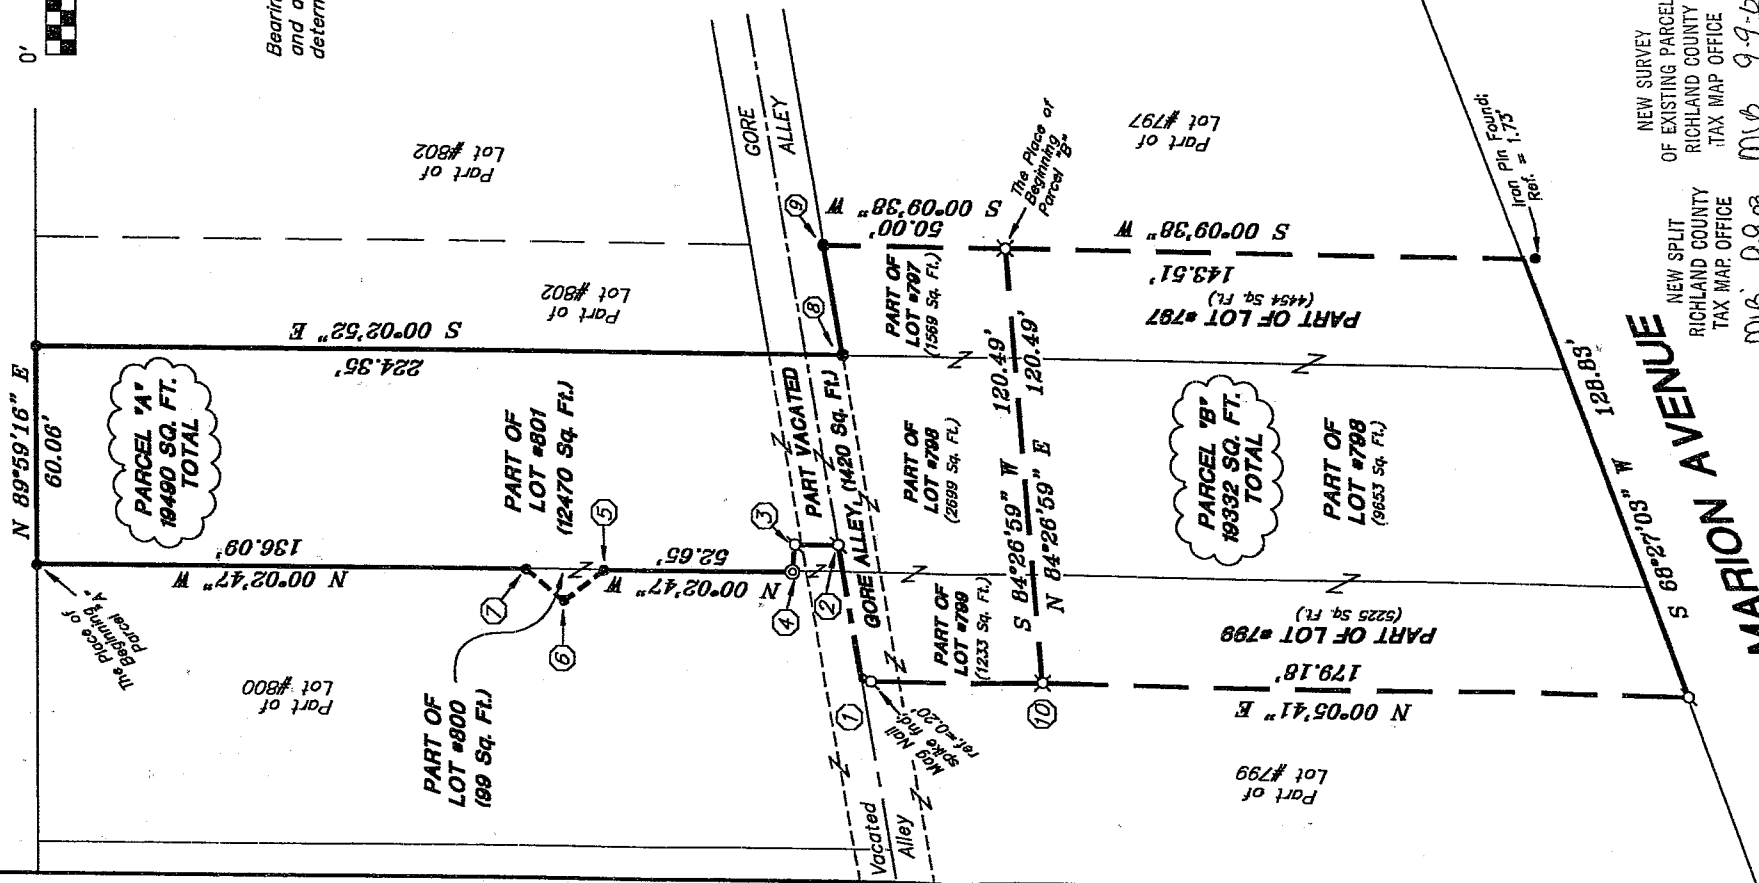 0'
Bearin
and a
determ
N 89°59'16" E
60.06'
The Place of
Beginning
Parcel "A"
PARCEL "A"
19490 SQ. FT.
TOTAL
S 00°02'52" E
224.35'
Part of
Lot #802
Part of
Lot #802
N 00°02'47" W
136.09'
PART OF
LOT #801
(12470 Sq. Ft.)
7
5
6
N 00°02'47" W
52.65'
Part of
Lot #800
PART OF
LOT #800
(99 Sq. Ft.)
GORE
ALLEY
3
4
2
1
8
9
PART VACATED
GORE ALLEY (1420 Sq. Ft.)
Vacated
Alley
Mag Nail
spike fnd.
ref.=0.20'
PART OF
LOT #797
(1569 Sq. Ft.)
S 00°09'38" W
50.00'
The Place of
Beginning
Parcel "B"
Part of
Lot #797
PART OF
LOT #798
(2699 Sq. Ft.)
PART OF
LOT #799
(1233 Sq. Ft.)
S 84°26'59" W 120.49'
N 84°26'59" E 120.49'
10
S 00°09'38" W
143.51'
PART OF LOT #797
(4454 Sq. Ft.)
PARCEL "B"
19332 SQ. FT.
TOTAL
PART OF
LOT #798
(9653 Sq. Ft.)
PART OF LOT #799
(5225 Sq. Ft.)
N 00°05'41" E
179.18'
Part of
Lot #799
Iron Pin Found;
Ref. = 1.73'
S 68°27'03" W 128.83'
MARION AVENUE
NEW SPLIT
RICHLAND COUNTY
TAX MAP OFFICE
NEW SURVEY
OF EXISTING PARCEL
RICHLAND COUNTY
TAX MAP OFFICE